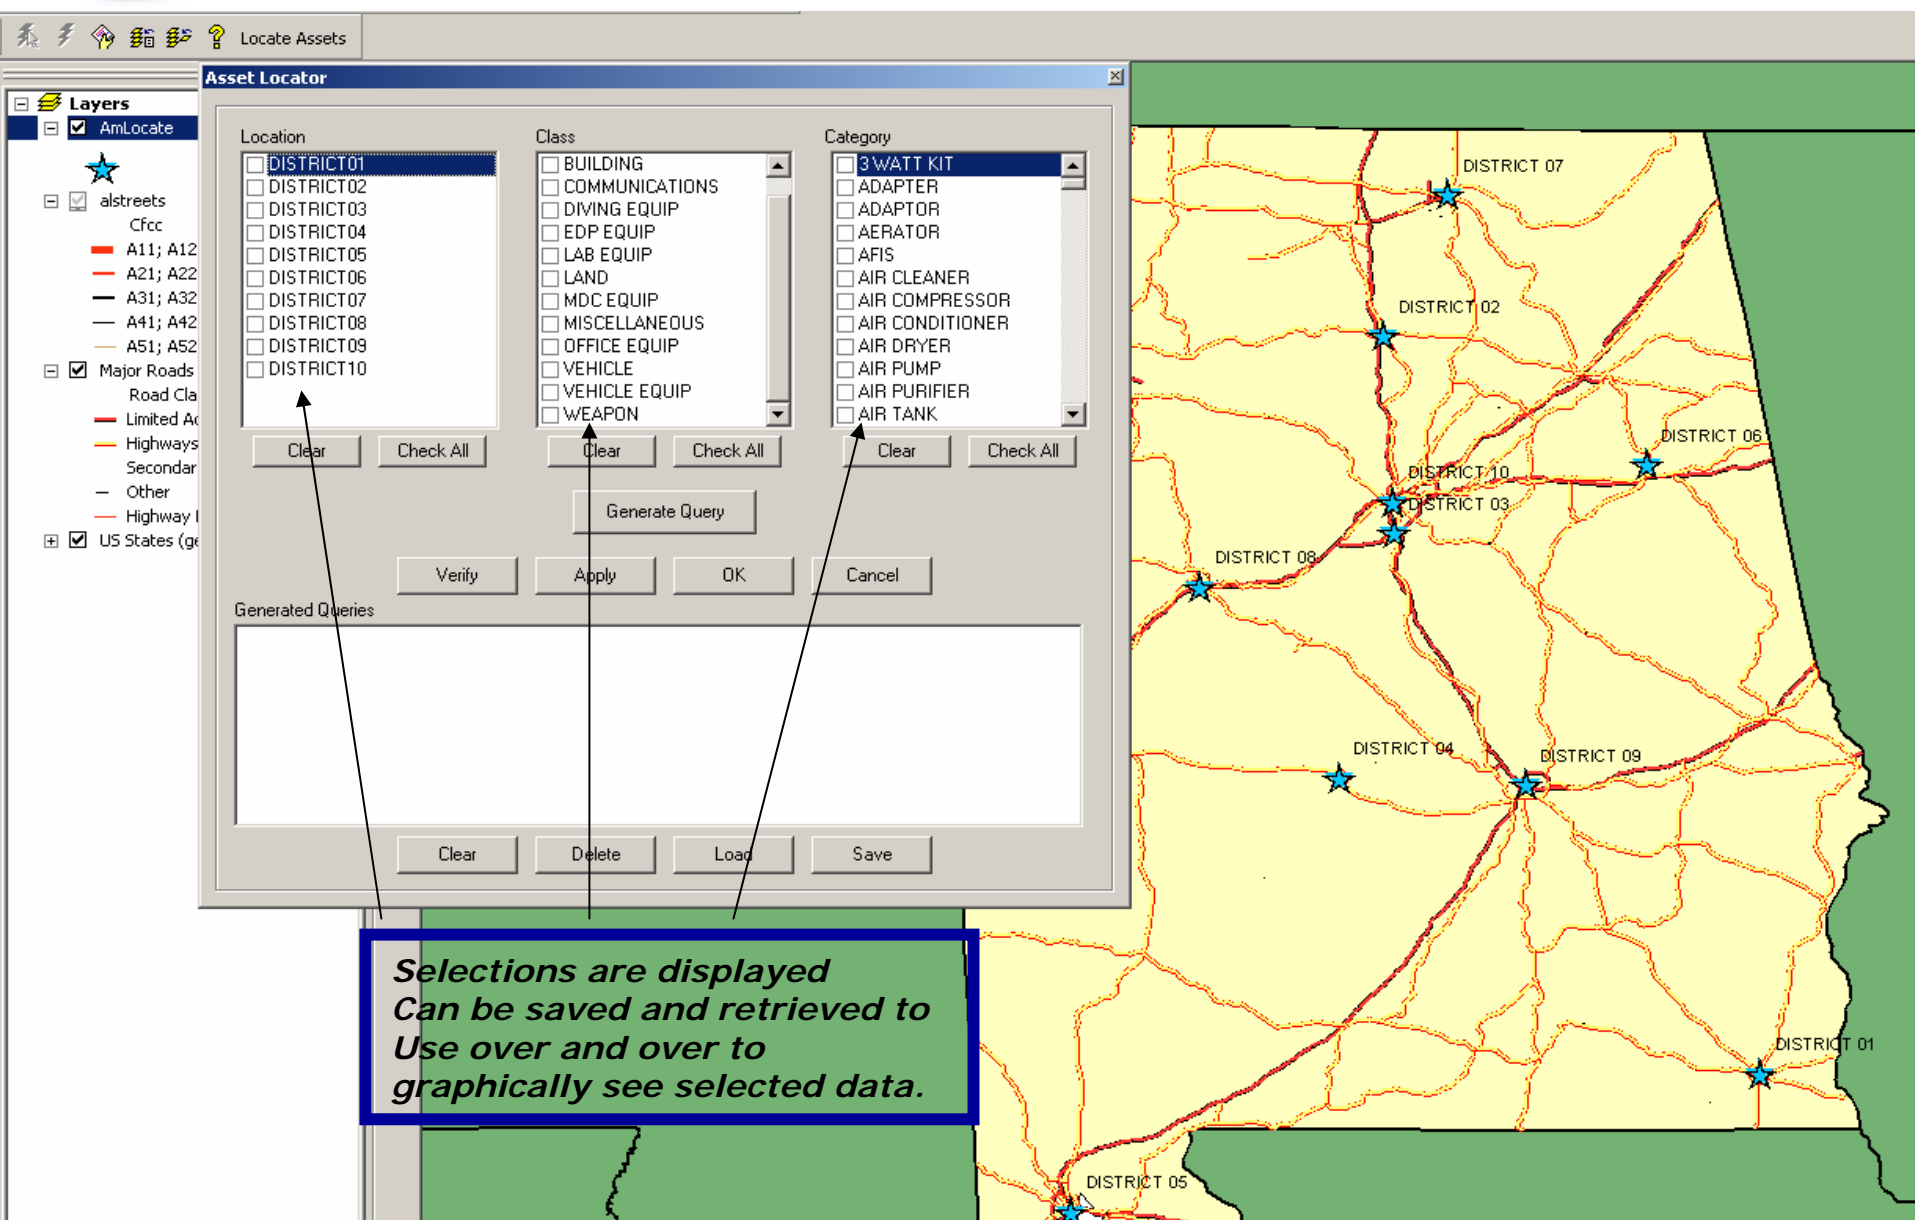 Locate Assets
Layers
AmLocate
alstreets
Cfcc
A11; A12
A21; A22
A31; A32
A41; A42
A51; A52
Major Roads
Road Cla
Limited Ac
Highways
Secondar
Other
Highway
US States (ge
Asset Locator
Location
DISTRICT01
DISTRICT02
DISTRICT03
DISTRICT04
DISTRICT05
DISTRICT06
DISTRICT07
DISTRICT08
DISTRICT09
DISTRICT10
Clear
Check All
Class
BUILDING
COMMUNICATIONS
DIVING EQUIP
EDP EQUIP
LAB EQUIP
LAND
MDC EQUIP
MISCELLANEOUS
OFFICE EQUIP
VEHICLE
VEHICLE EQUIP
WEAPON
Clear
Check All
Category
3 WATT KIT
ADAPTER
ADAPTOR
AERATOR
AFIS
AIR CLEANER
AIR COMPRESSOR
AIR CONDITIONER
AIR DRYER
AIR PUMP
AIR PURIFIER
AIR TANK
Clear
Check All
Generate Query
Verify
Apply
OK
Cancel
Generated Queries
Clear
Delete
Load
Save
Selections are displayed
Can be saved and retrieved to
Use over and over to
graphically see selected data.
DISTRICT 07
DISTRICT 02
DISTRICT 06
DISTRICT 10
DISTRICT 03
DISTRICT 08
DISTRICT 04
DISTRICT 09
DISTRICT 01
DISTRICT 05